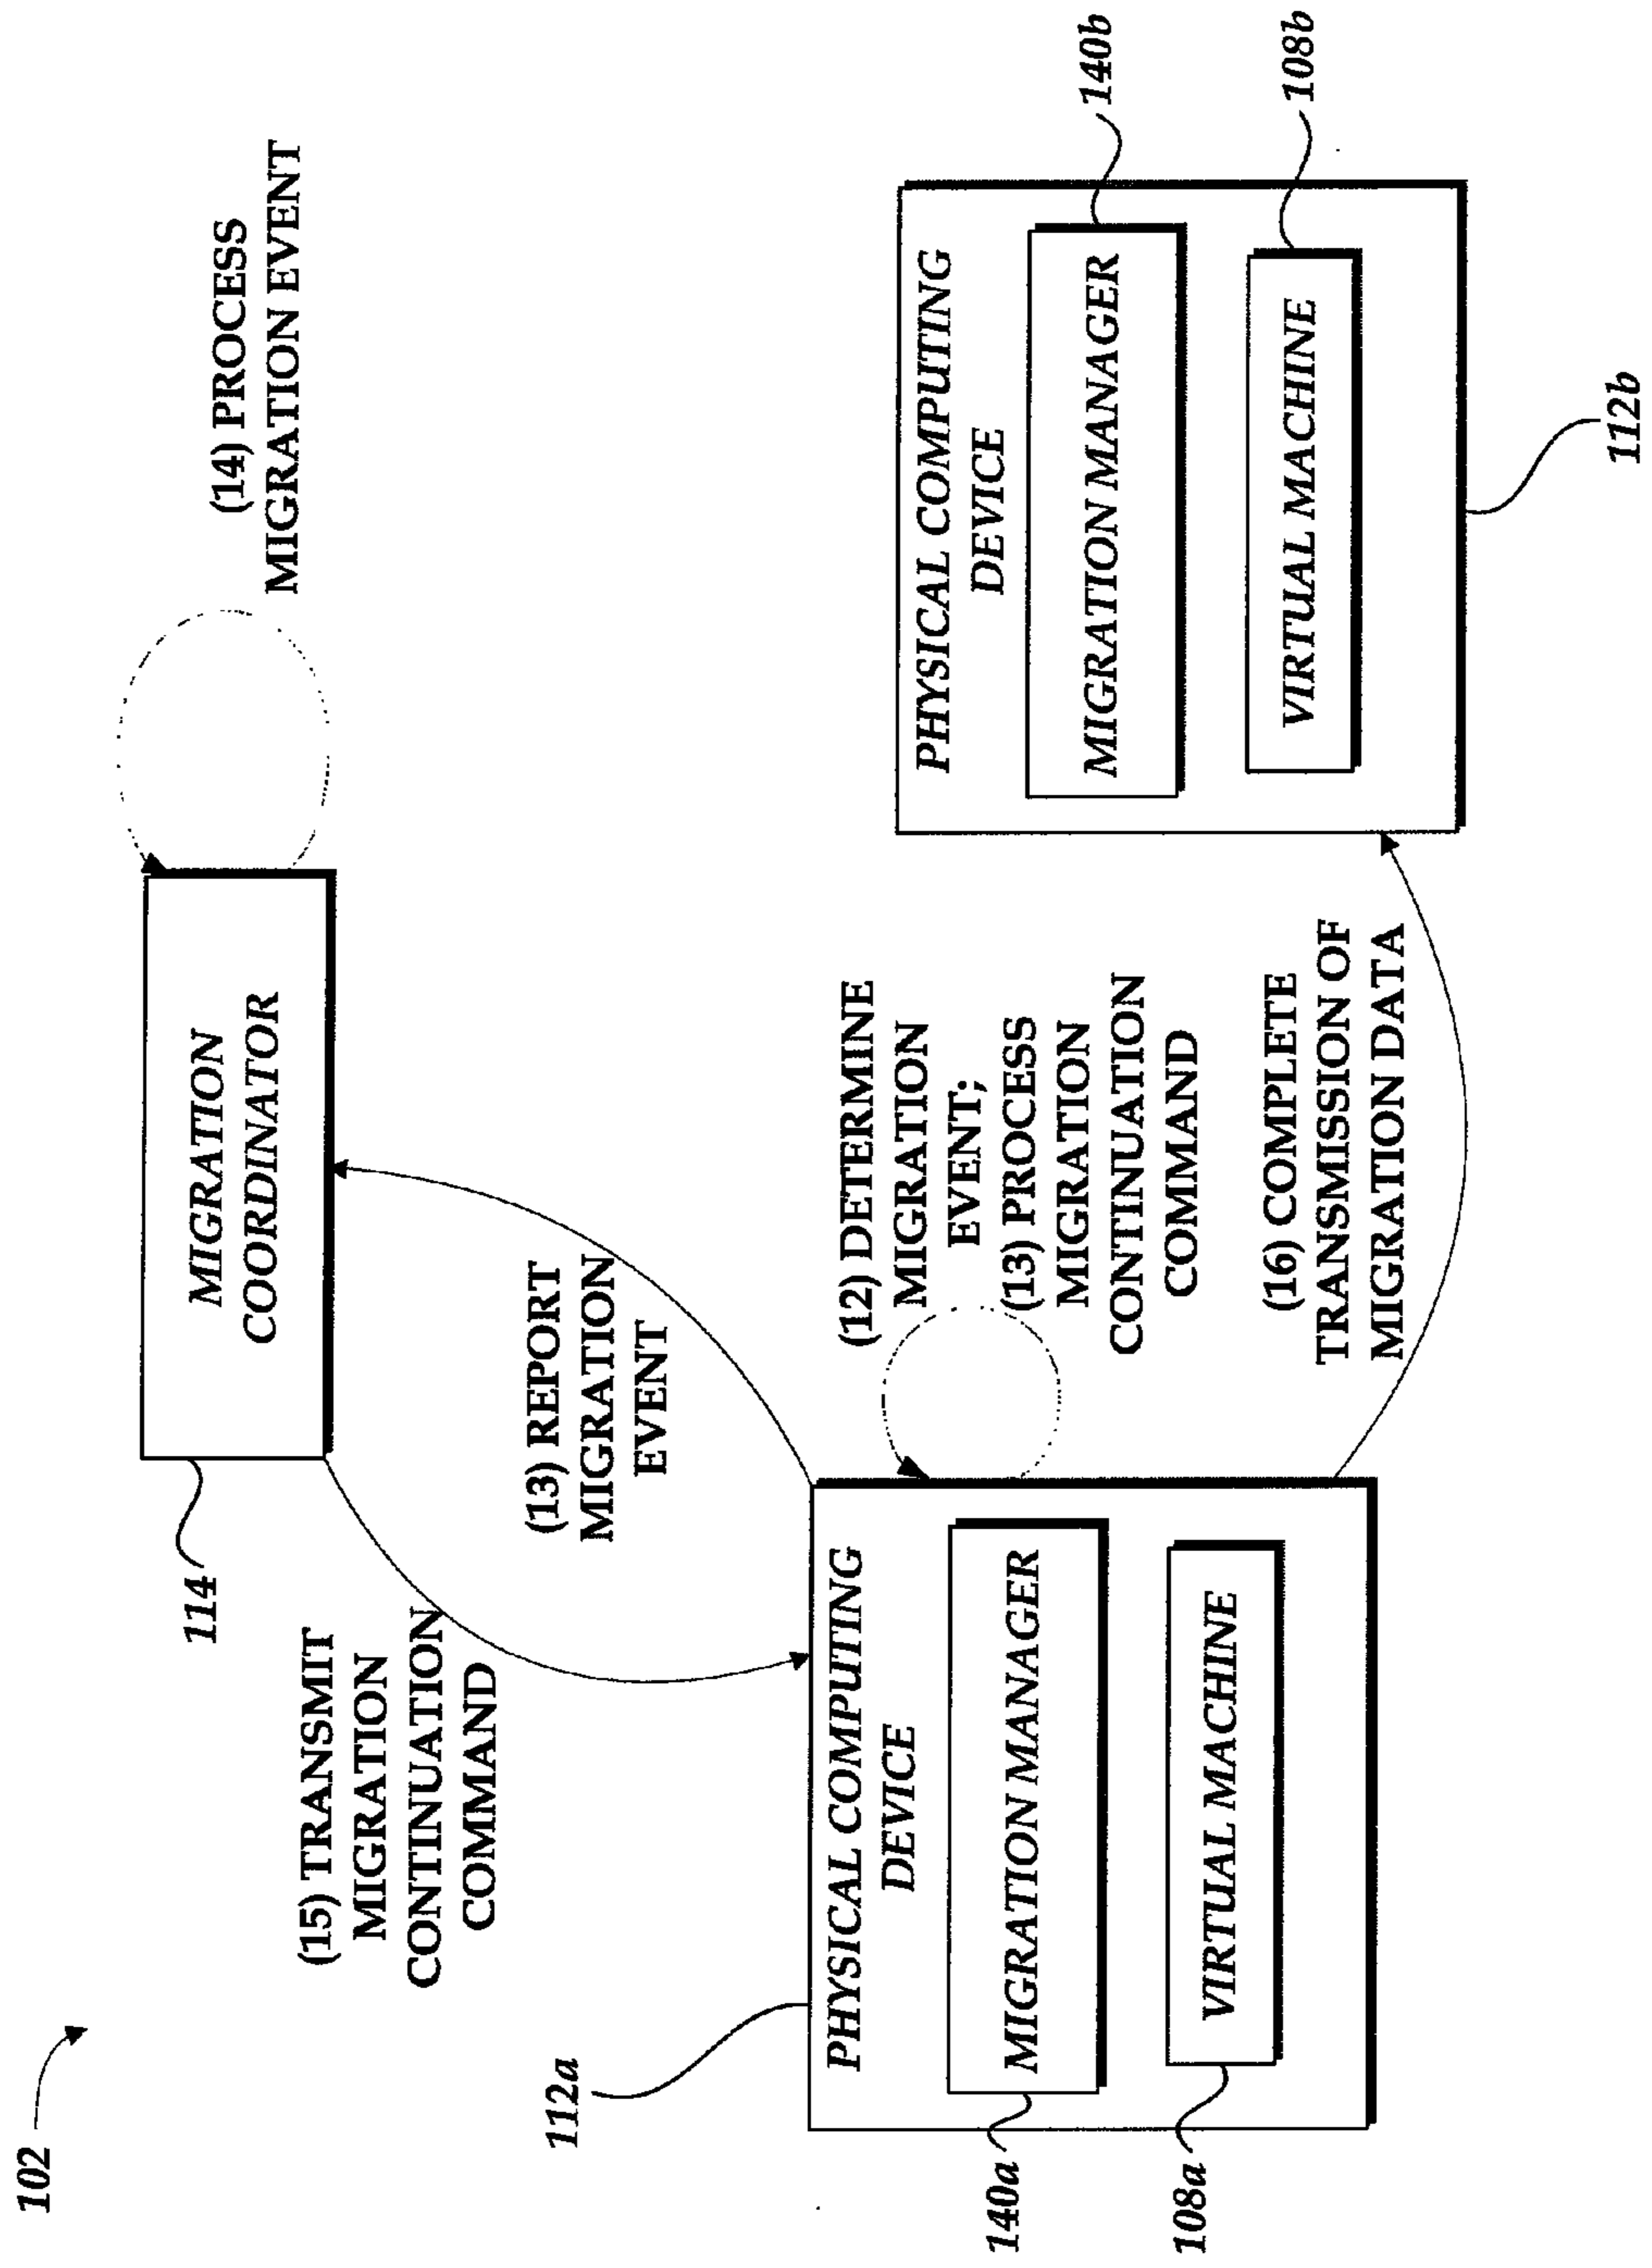 102
114
MIGRATION
COORDINATOR
(14) PROCESS
MIGRATION EVENT
(15) TRANSMIT
MIGRATION
CONTINUATION
COMMAND
(13) REPORT
MIGRATION
EVENT
112a
PHYSICAL COMPUTING
DEVICE
140a
MIGRATION MANAGER
108a
VIRTUAL MACHINE
(12) DETERMINE
MIGRATION
EVENT;
(13) PROCESS
MIGRATION
CONTINUATION
COMMAND
(16) COMPLETE
TRANSMISSION OF
MIGRATION DATA
PHYSICAL COMPUTING
DEVICE
MIGRATION MANAGER
140b
VIRTUAL MACHINE
108b
112b